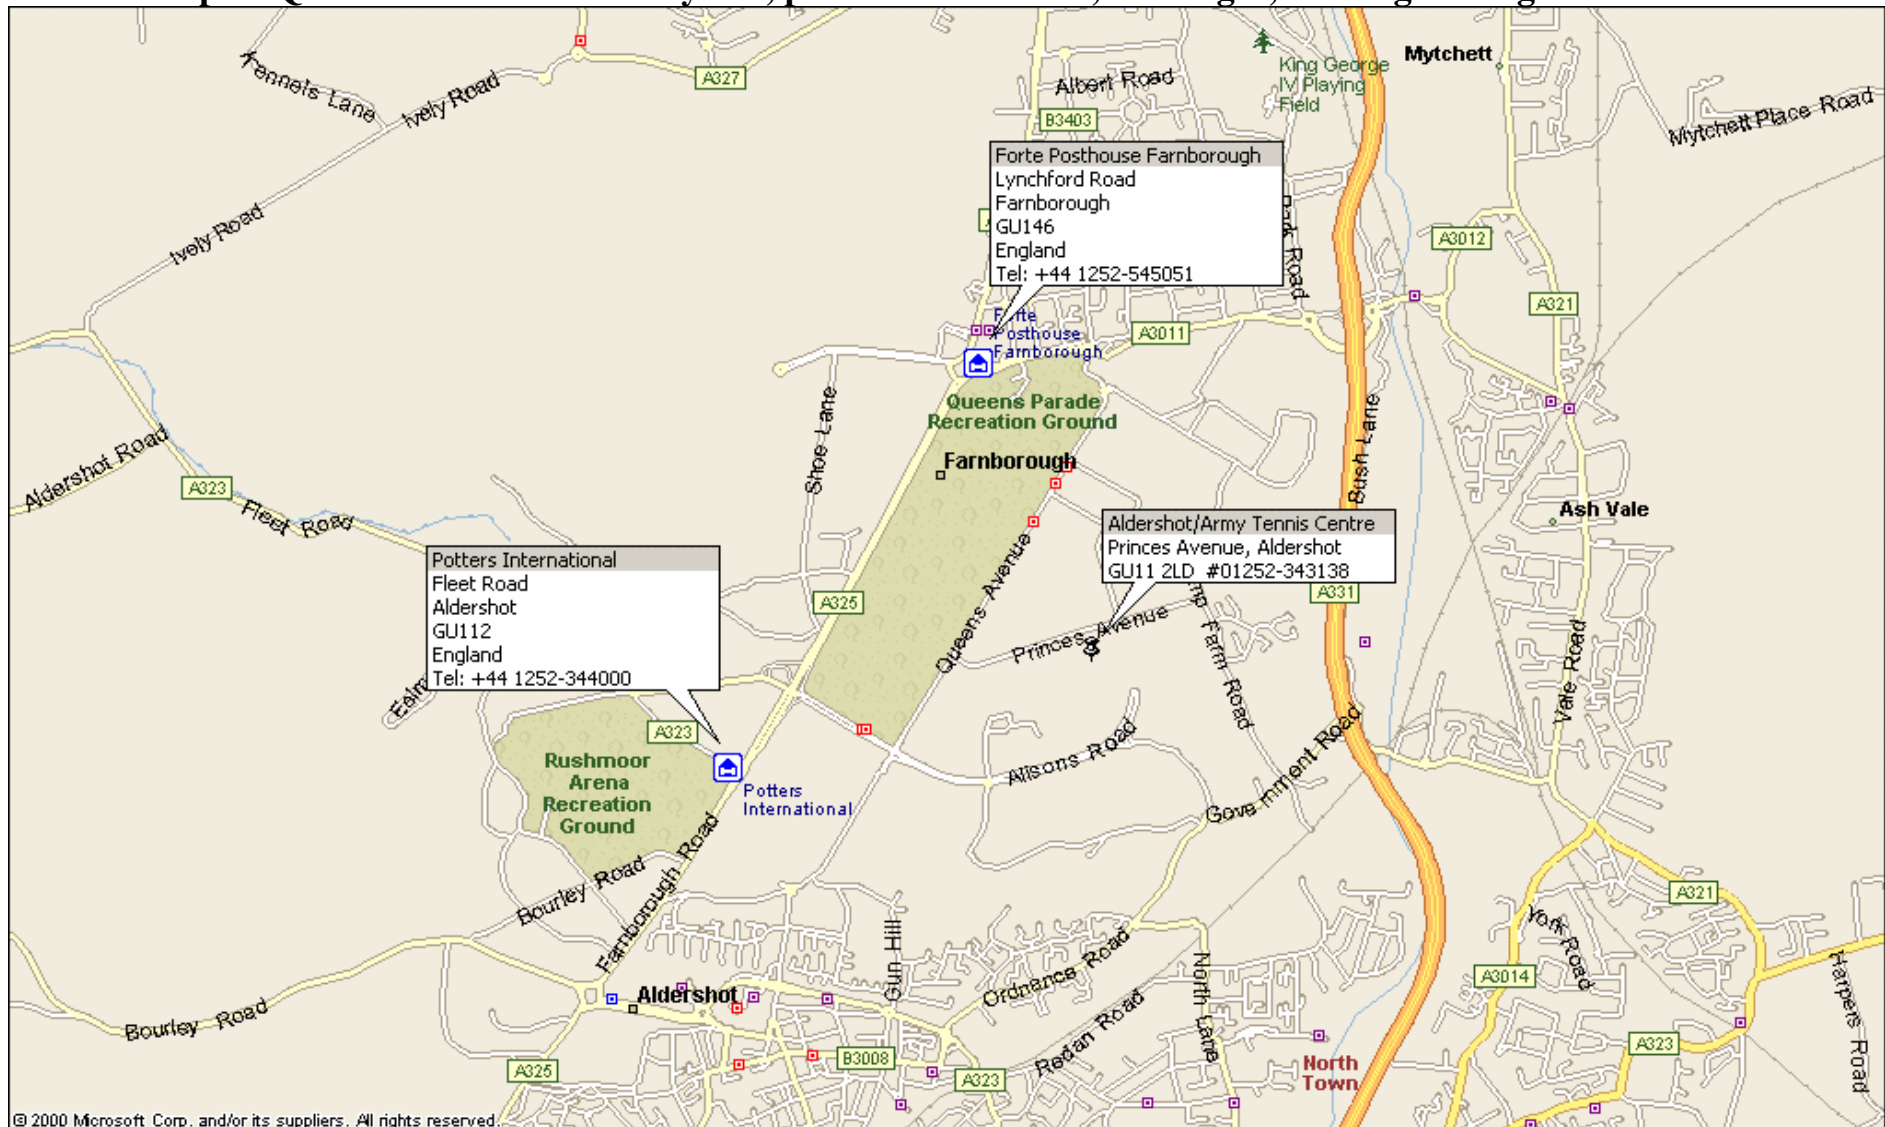 Kennels Lane
Ively Road
A327
Albert Road
B3403
King George
IV Playing
Field
Mytchett
Mytchett Place Road
Ively Road
Forte Posthouse Farnborough
Lynchford Road
Farnborough
GU146
England
Tel: +44 1252-545051
Park Road
A3012
A321
Forte
Posthouse
Farnborough
A3011
Queens Parade
Recreation Ground
Farnborough
Shoe Lane
Bush Lane
Aldershot Road
A323
Fleet Road
Ash Vale
Aldershot/Army Tennis Centre
Princes Avenue, Aldershot
GU11 2LD #01252-343138
Potters International
Fleet Road
Aldershot
GU112
England
Tel: +44 1252-344000
A325
Queens Avenue
Princes Avenue
Farm Road
A331
Vale Road
A323
Rushmoor
Arena
Recreation
Ground
Potters
International
Alisons Road
Government Road
Bourley Road
Farnborough Road
Gun Hill
Ordnance Road
North Lane
A321
York Road
A3014
Harpers Road
Bourley Road
Aldershot
Redan Road
B3008
A325
A323
North
Town
A323
© 2000 Microsoft Corp. and/or its suppliers. All rights reserved.